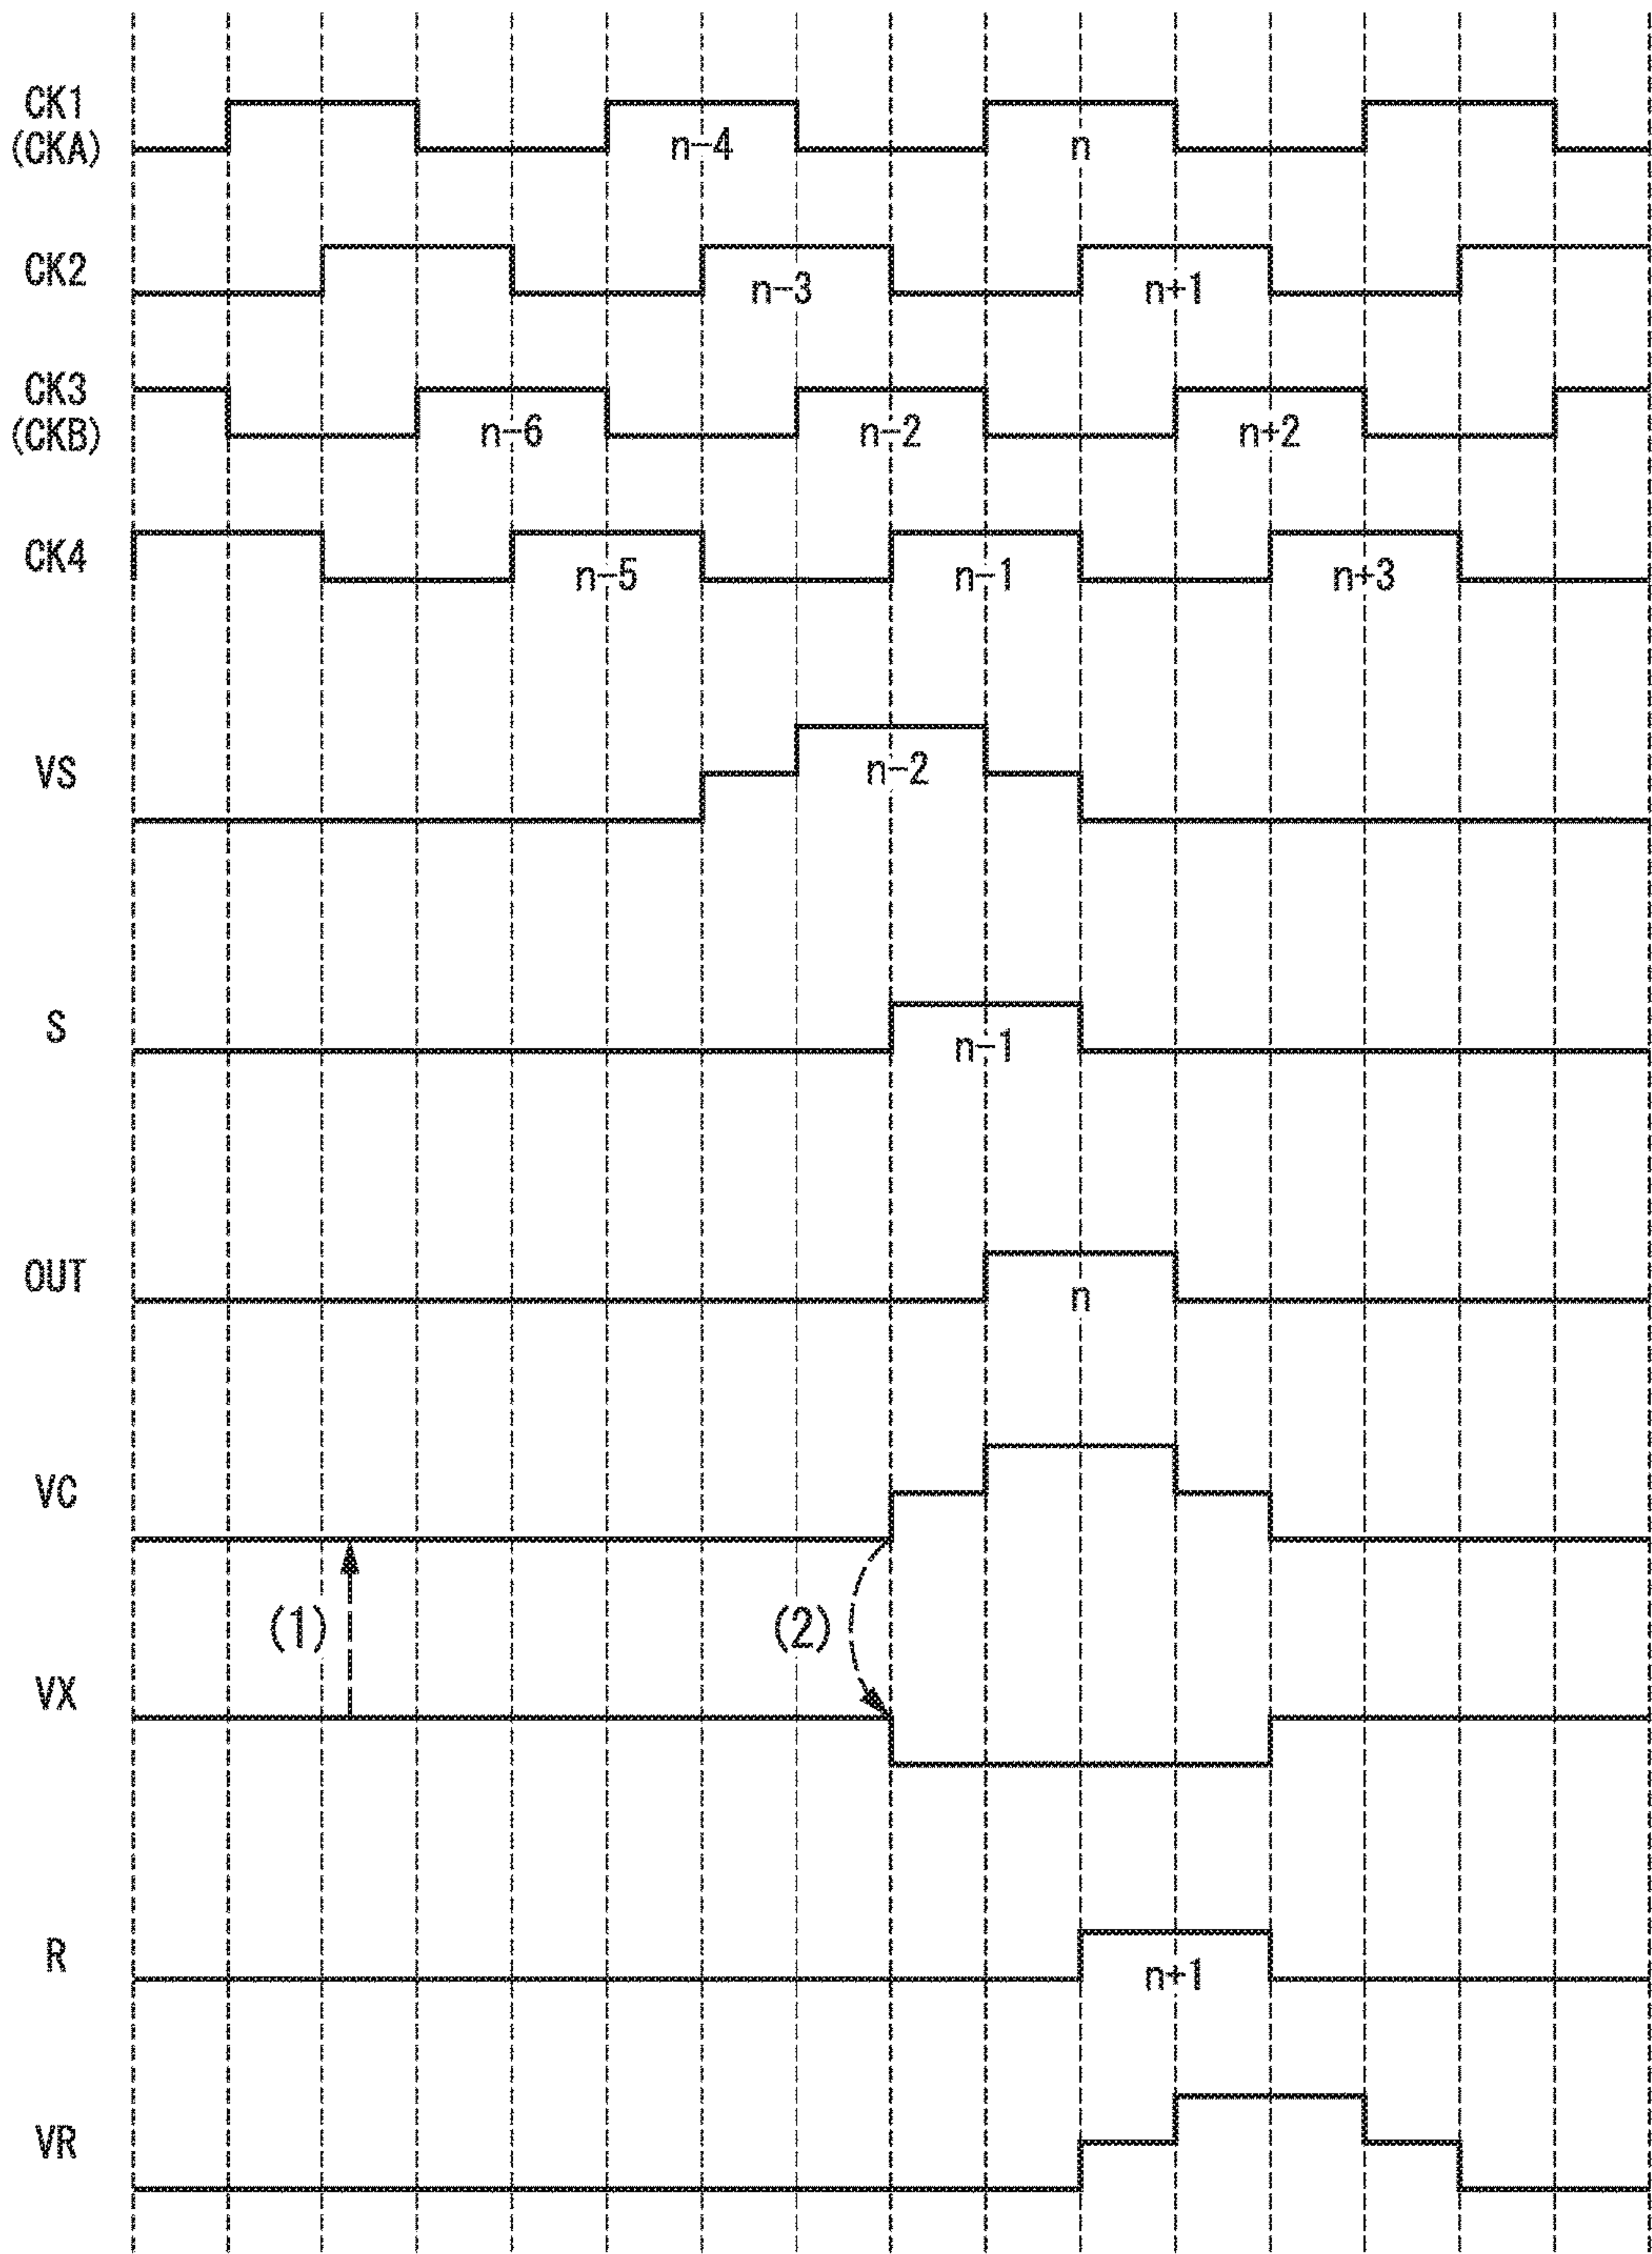 CK1
(CKA)
n-4
n
CK2
n-3
n+1
CK3
(CKB)
n-6
n-2
n+2
CK4
n-5
n-1
n+3
VS
n-2
S
n-1
OUT
n
VC
(1)
(2)
VX
R
n+1
VR